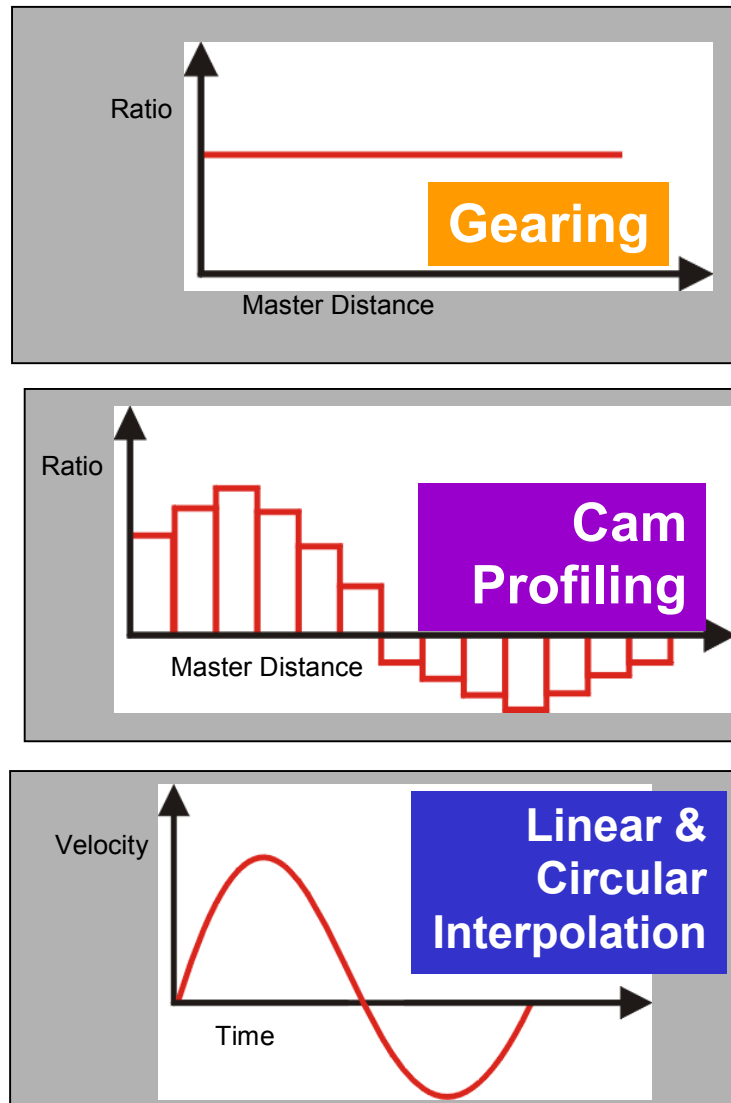 Ratio
Gearing
Master Distance
Ratio
Cam
Profiling
Master Distance
Linear &
Circular
Interpolation
Velocity
Time